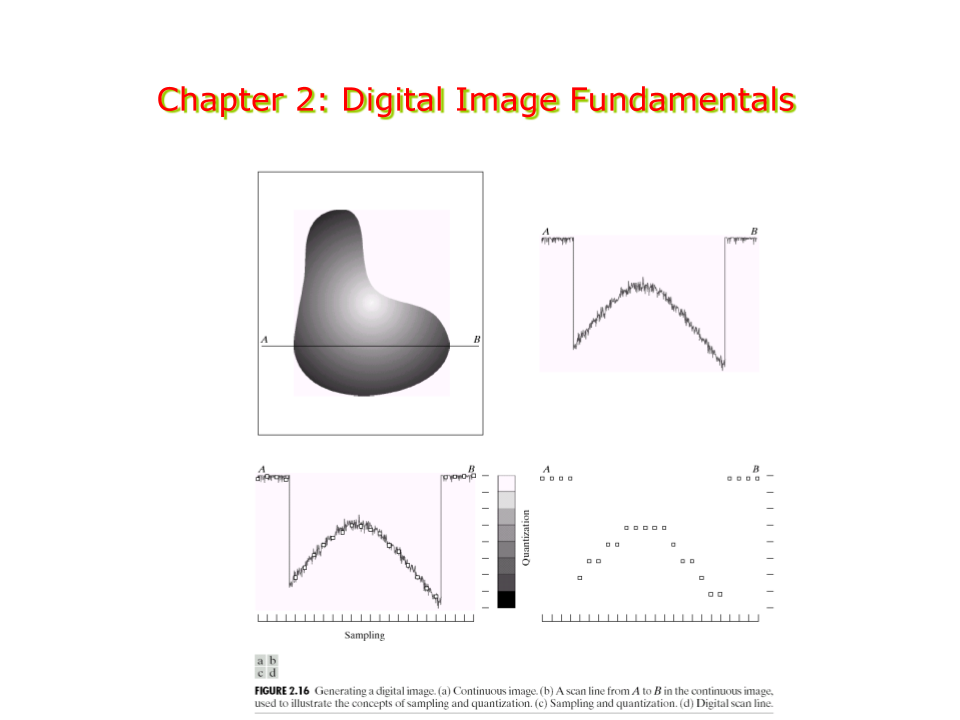 Chapter 2: Digital Image Fundamentals
A B
A B
A B
Quantization
Sampling
A B
a b
c d
FIGURE 2.16 Generating a digital image. (a) Continuous image. (b) A scan line from A to B in the continuous image,
used to illustrate the concepts of sampling and quantization. (c) Sampling and quantization. (d) Digital scan line.